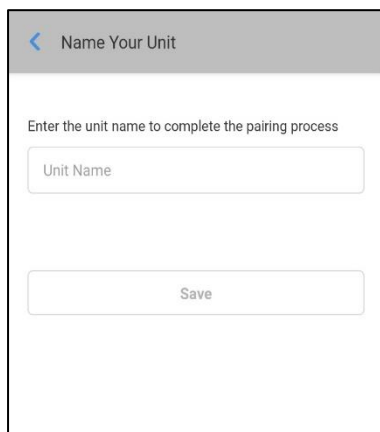 Name Your Unit
Enter the unit name to complete the pairing process
Unit Name
Save